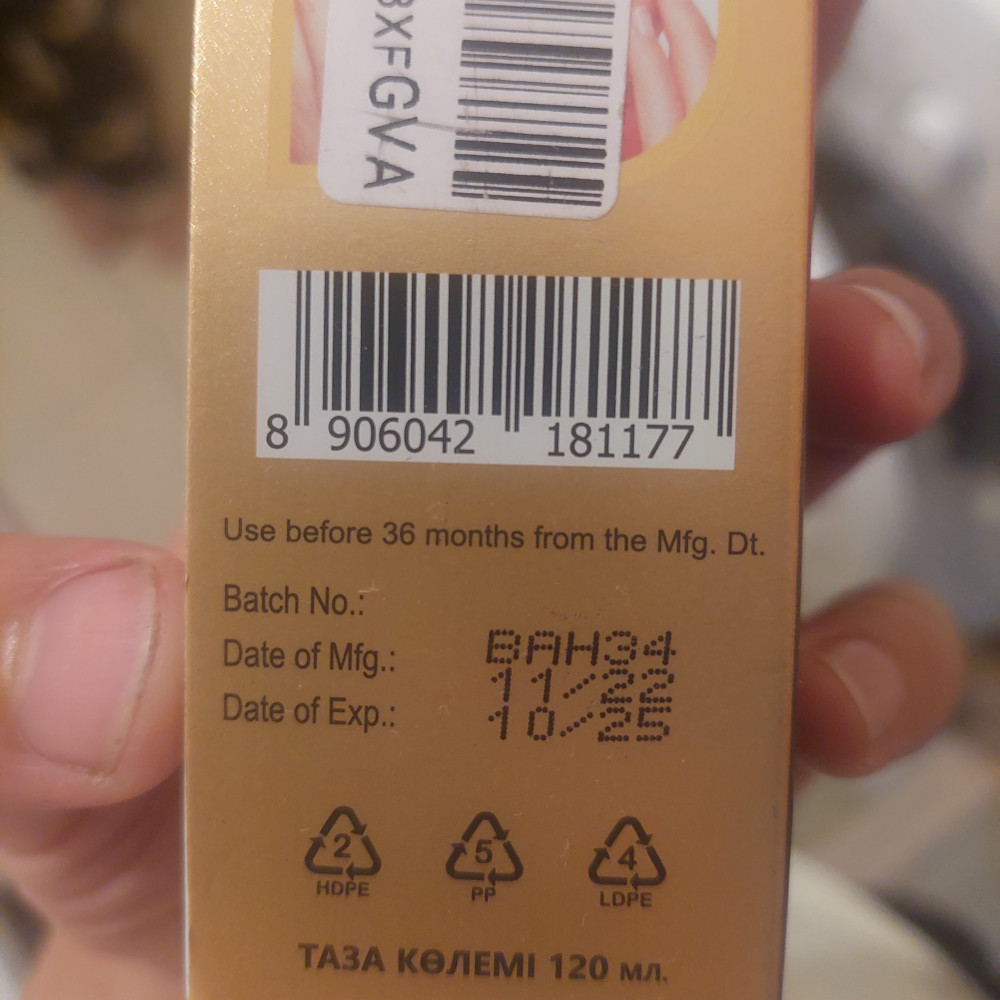 3XFGVA
8 906042 181177
Use before 36 months from the Mfg. Dt.
Batch No.: BAH34
Date of Mfg.: 11/22
Date of Exp.: 10/25
2 5 4
HDPE PP LDPE
ТАЗА КӨЛЕМІ 120 мл.